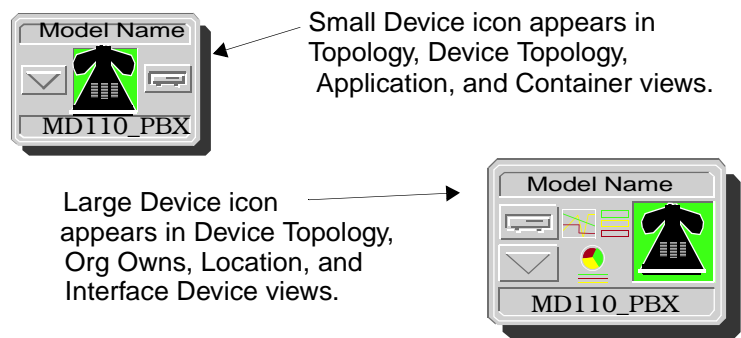 Model Name
MD110_PBX
Small Device icon appears in
Topology, Device Topology,
Application, and Container views.
Large Device icon
appears in Device Topology,
Org Owns, Location, and
Interface Device views.
Model Name
MD110_PBX